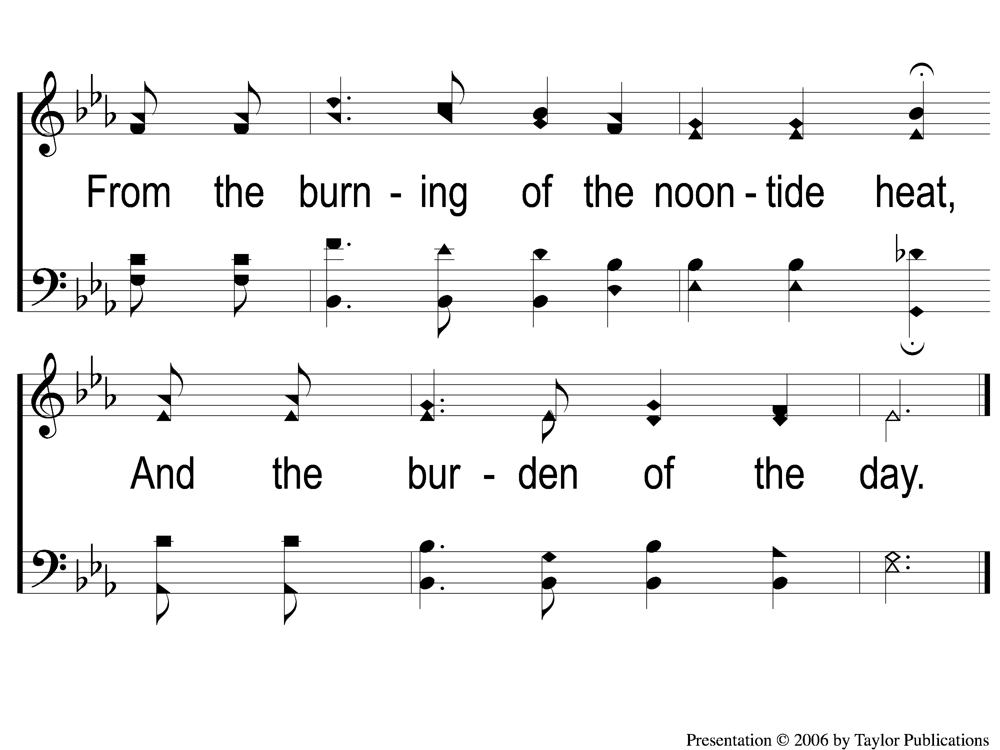 From the burn - ing of the noon - tide heat,
And the bur - den of the day.
Presentation © 2006 by Taylor Publications